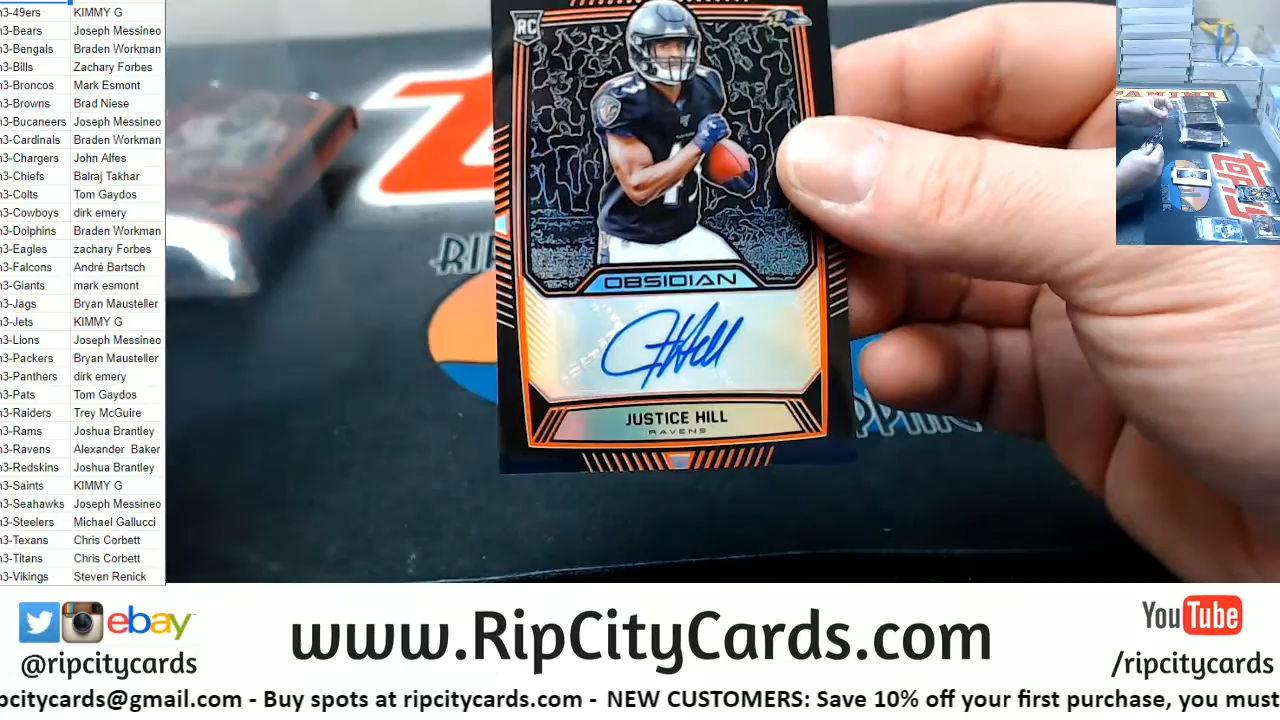 n3-49ers KIMMY G
n3-Bears Joseph Messineo
n3-Bengals Braden Workman
n3-Bills Zachary Forbes
n3-Broncos Mark Esmont
n3-Browns Brad Niese
n3-Bucaneers Joseph Messineo
n3-Cardinals Braden Workman
n3-Chargers John Alfes
n3-Chiefs Balraj Takhar
n3-Colts Tom Gaydos
n3-Cowboys dirk emery
n3-Dolphins Braden Workman
n3-Eagles zachary Forbes
n3-Falcons André Bartsch
n3-Giants mark esmont
n3-Jags Bryan Mausteller
n3-Jets KIMMY G
n3-Lions Joseph Messineo
n3-Packers Bryan Mausteller
n3-Panthers dirk emery
n3-Pats Tom Gaydos
n3-Raiders Trey McGuire
n3-Rams Joshua Brantley
n3-Ravens Alexander Baker
n3-Redskins Joshua Brantley
n3-Saints KIMMY G
n3-Seahawks Joseph Messineo
n3-Steelers Michael Gallucci
n3-Texans Chris Corbett
n3-Titans Chris Corbett
n3-Vikings Steven Renick
RC
OBSIDIAN
J Hill
JUSTICE HILL
RAVENS
RIP
PANINI
ebay
@ripcitycards
www.RipCityCards.com
YouTube
/ripcitycards
pcitycards@gmail.com - Buy spots at ripcitycards.com - NEW CUSTOMERS: Save 10% off your first purchase, you must